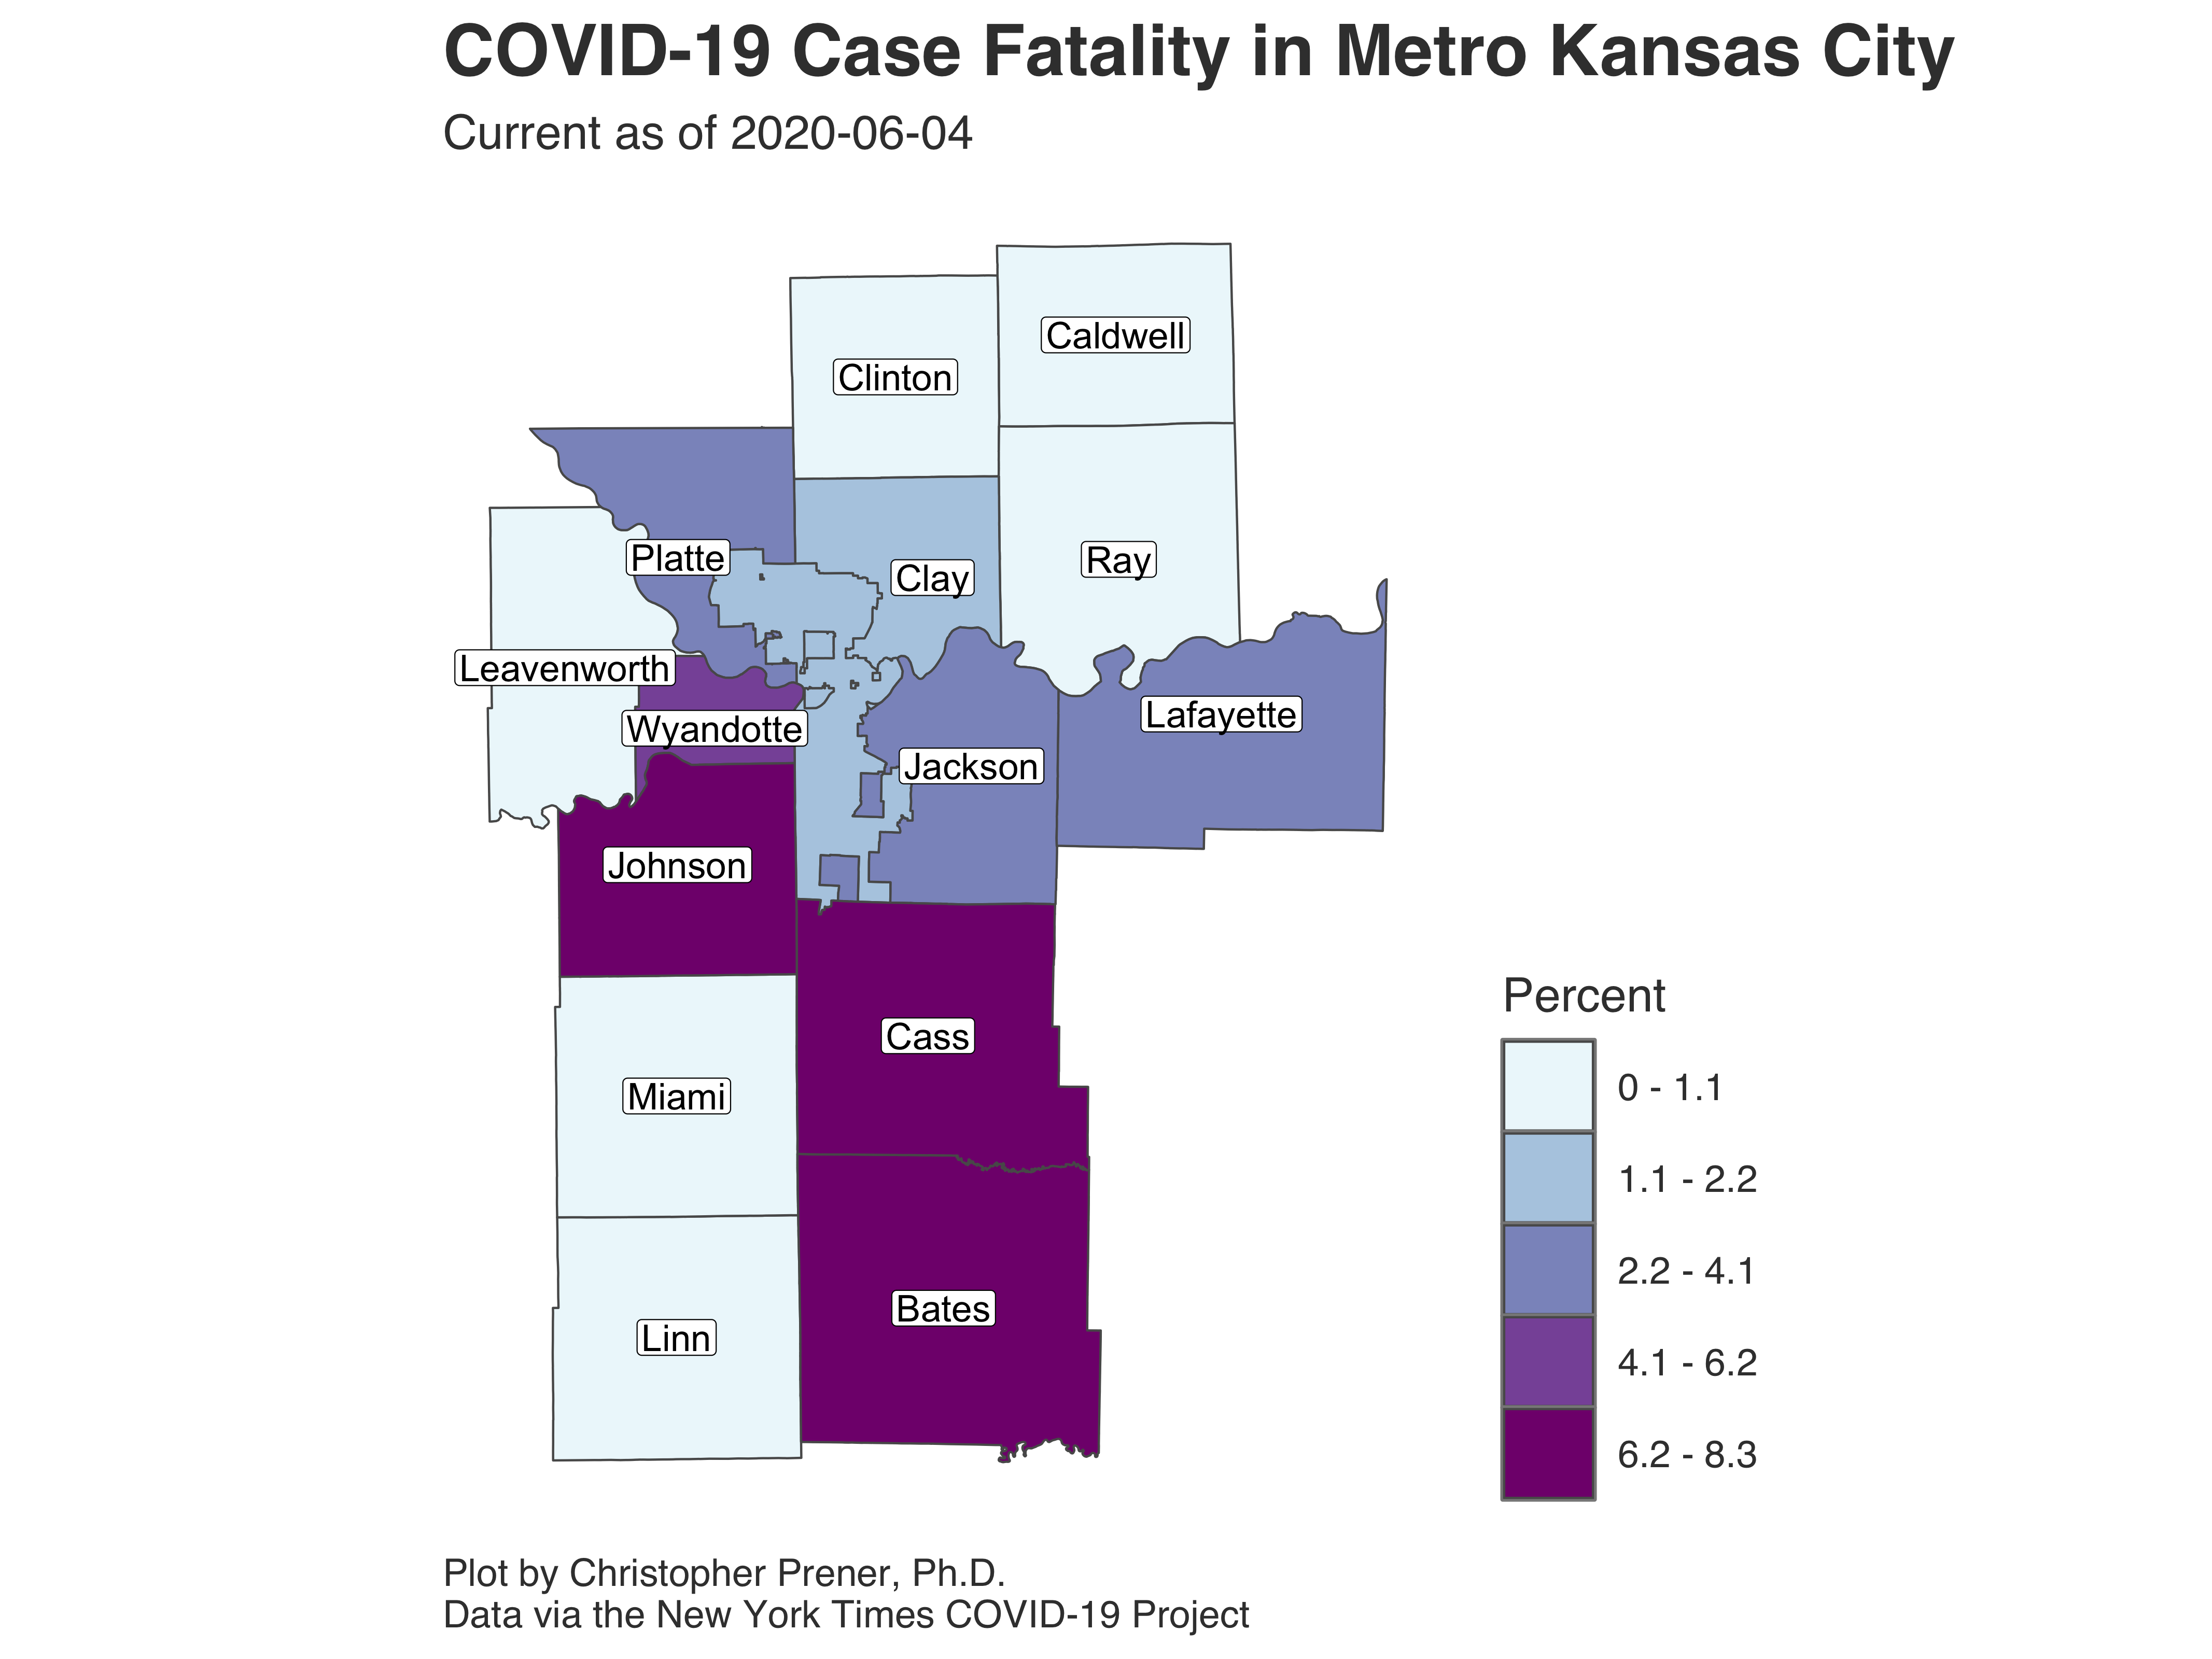 COVID-19 Case Fatality in Metro Kansas City
Current as of 2020-06-04
Caldwell
Clinton
Platte
Clay
Ray
Leavenworth
Wyandotte
Lafayette
Jackson
Johnson
Cass
Miami
Bates
Linn
Percent
0 - 1.1
1.1 - 2.2
2.2 - 4.1
4.1 - 6.2
6.2 - 8.3
Plot by Christopher Prener, Ph.D.
Data via the New York Times COVID-19 Project